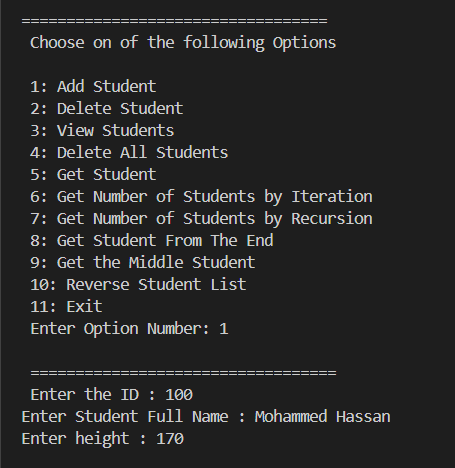 ==================================
Choose on of the following Options
1: Add Student
2: Delete Student
3: View Students
4: Delete All Students
5: Get Student
6: Get Number of Students by Iteration
7: Get Number of Students by Recursion
8: Get Student From The End
9: Get the Middle Student
10: Reverse Student List
11: Exit
Enter Option Number: 1
==================================
Enter the ID : 100
Enter Student Full Name : Mohammed Hassan
Enter height : 170